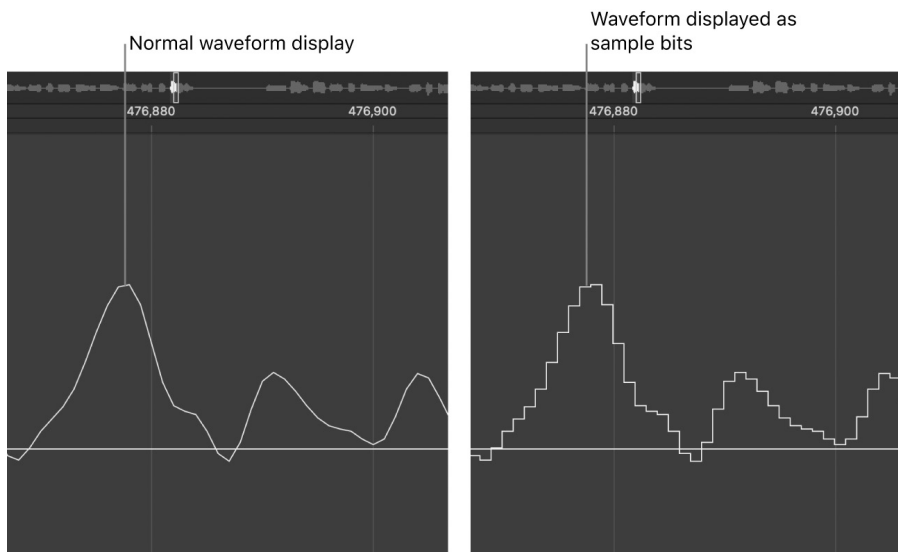 Normal waveform display
Waveform displayed as
sample bits
476,880
476,900
476,880
476,900